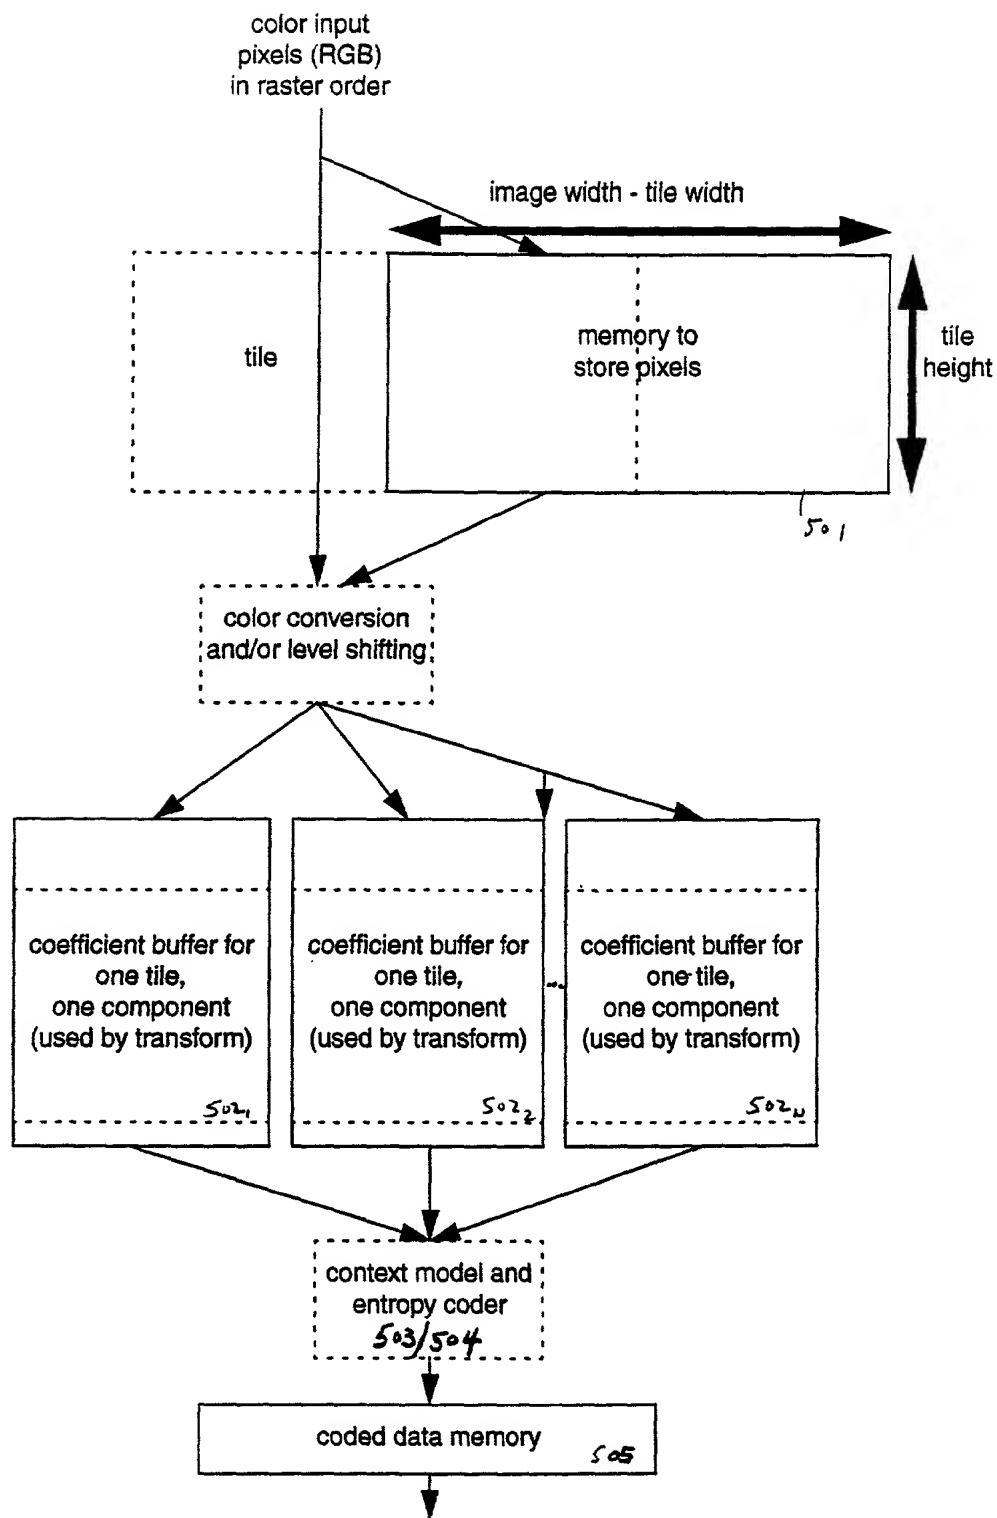 color input
pixels (RGB)
in raster order
image width - tile width
tile
memory to
store pixels
tile
height
501
color conversion
and/or level shifting
coefficient buffer for
one tile,
one component
(used by transform)
502₁
coefficient buffer for
one tile,
one component
(used by transform)
502₂
...
coefficient buffer for
one tile,
one component
(used by transform)
502N
context model and
entropy coder
503/504
coded data memory
505